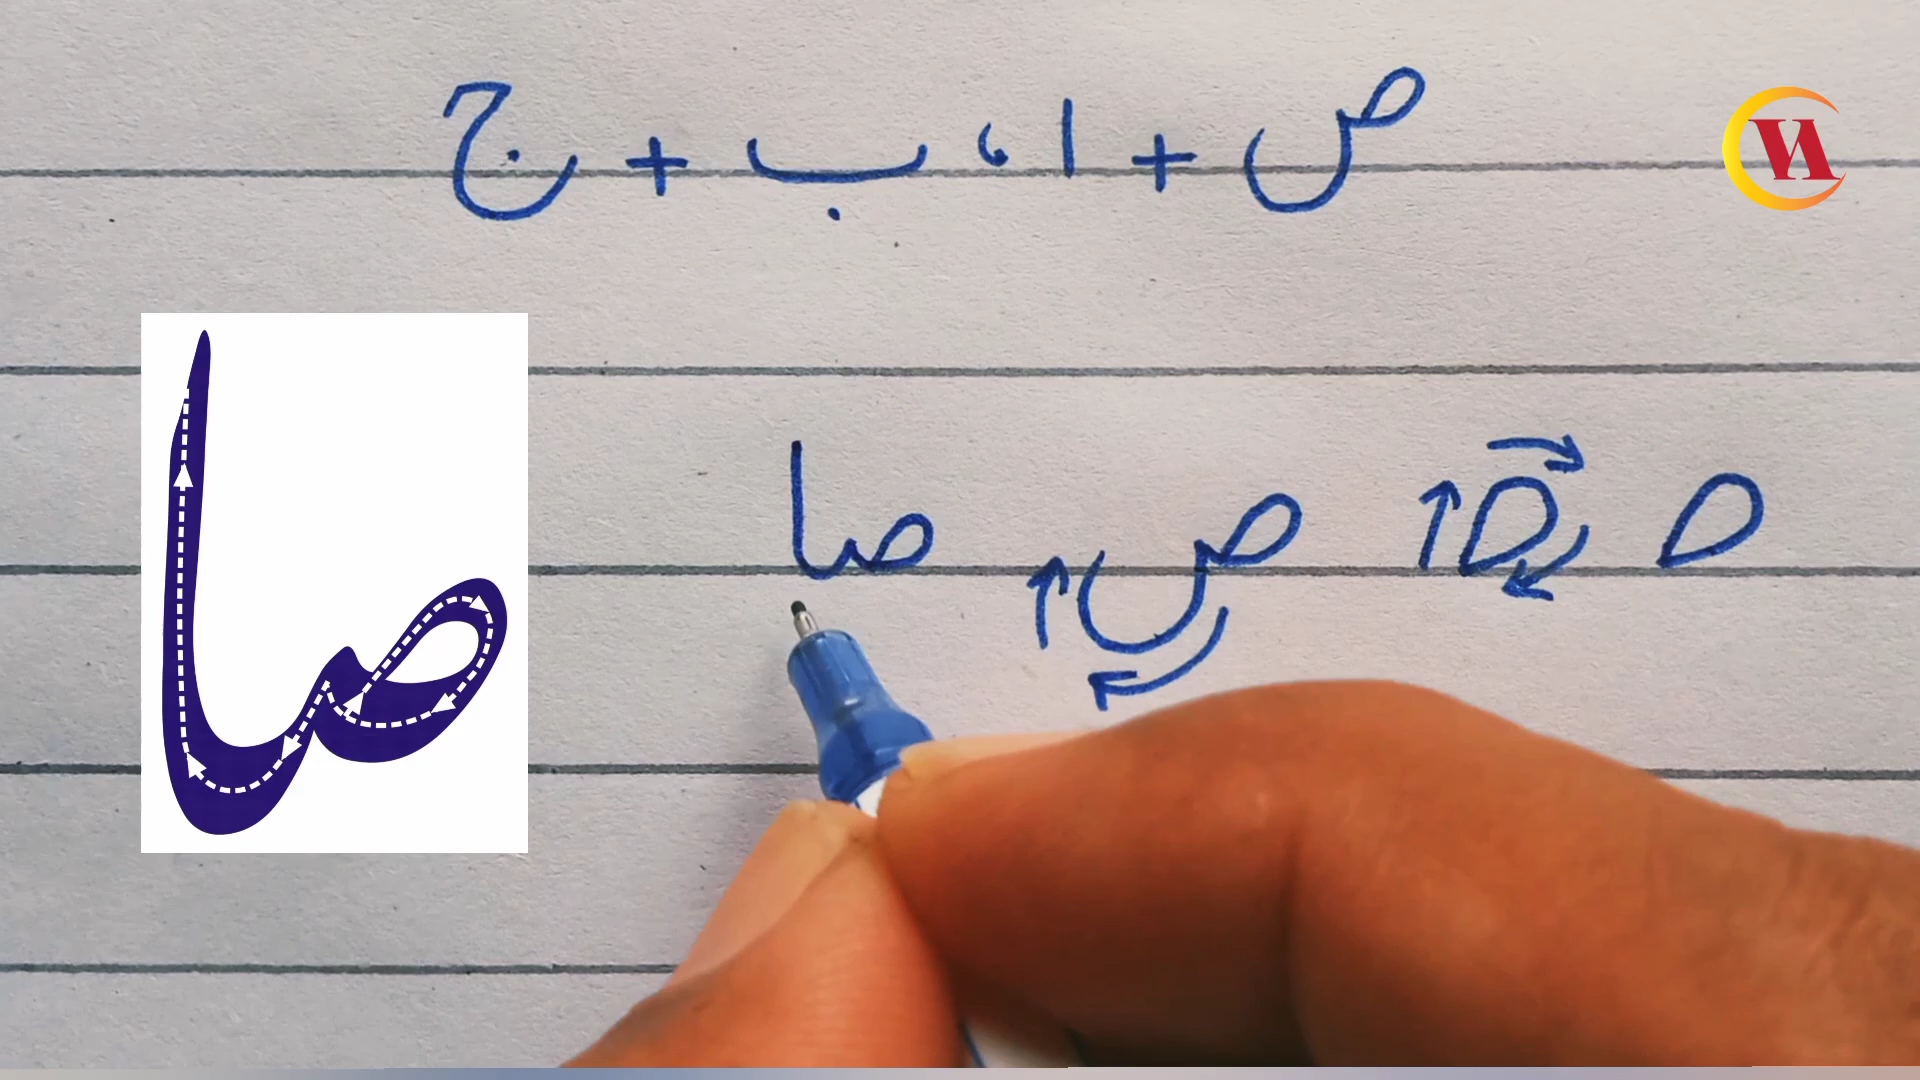 ص + ا ، ب + ج
ص صا
صا